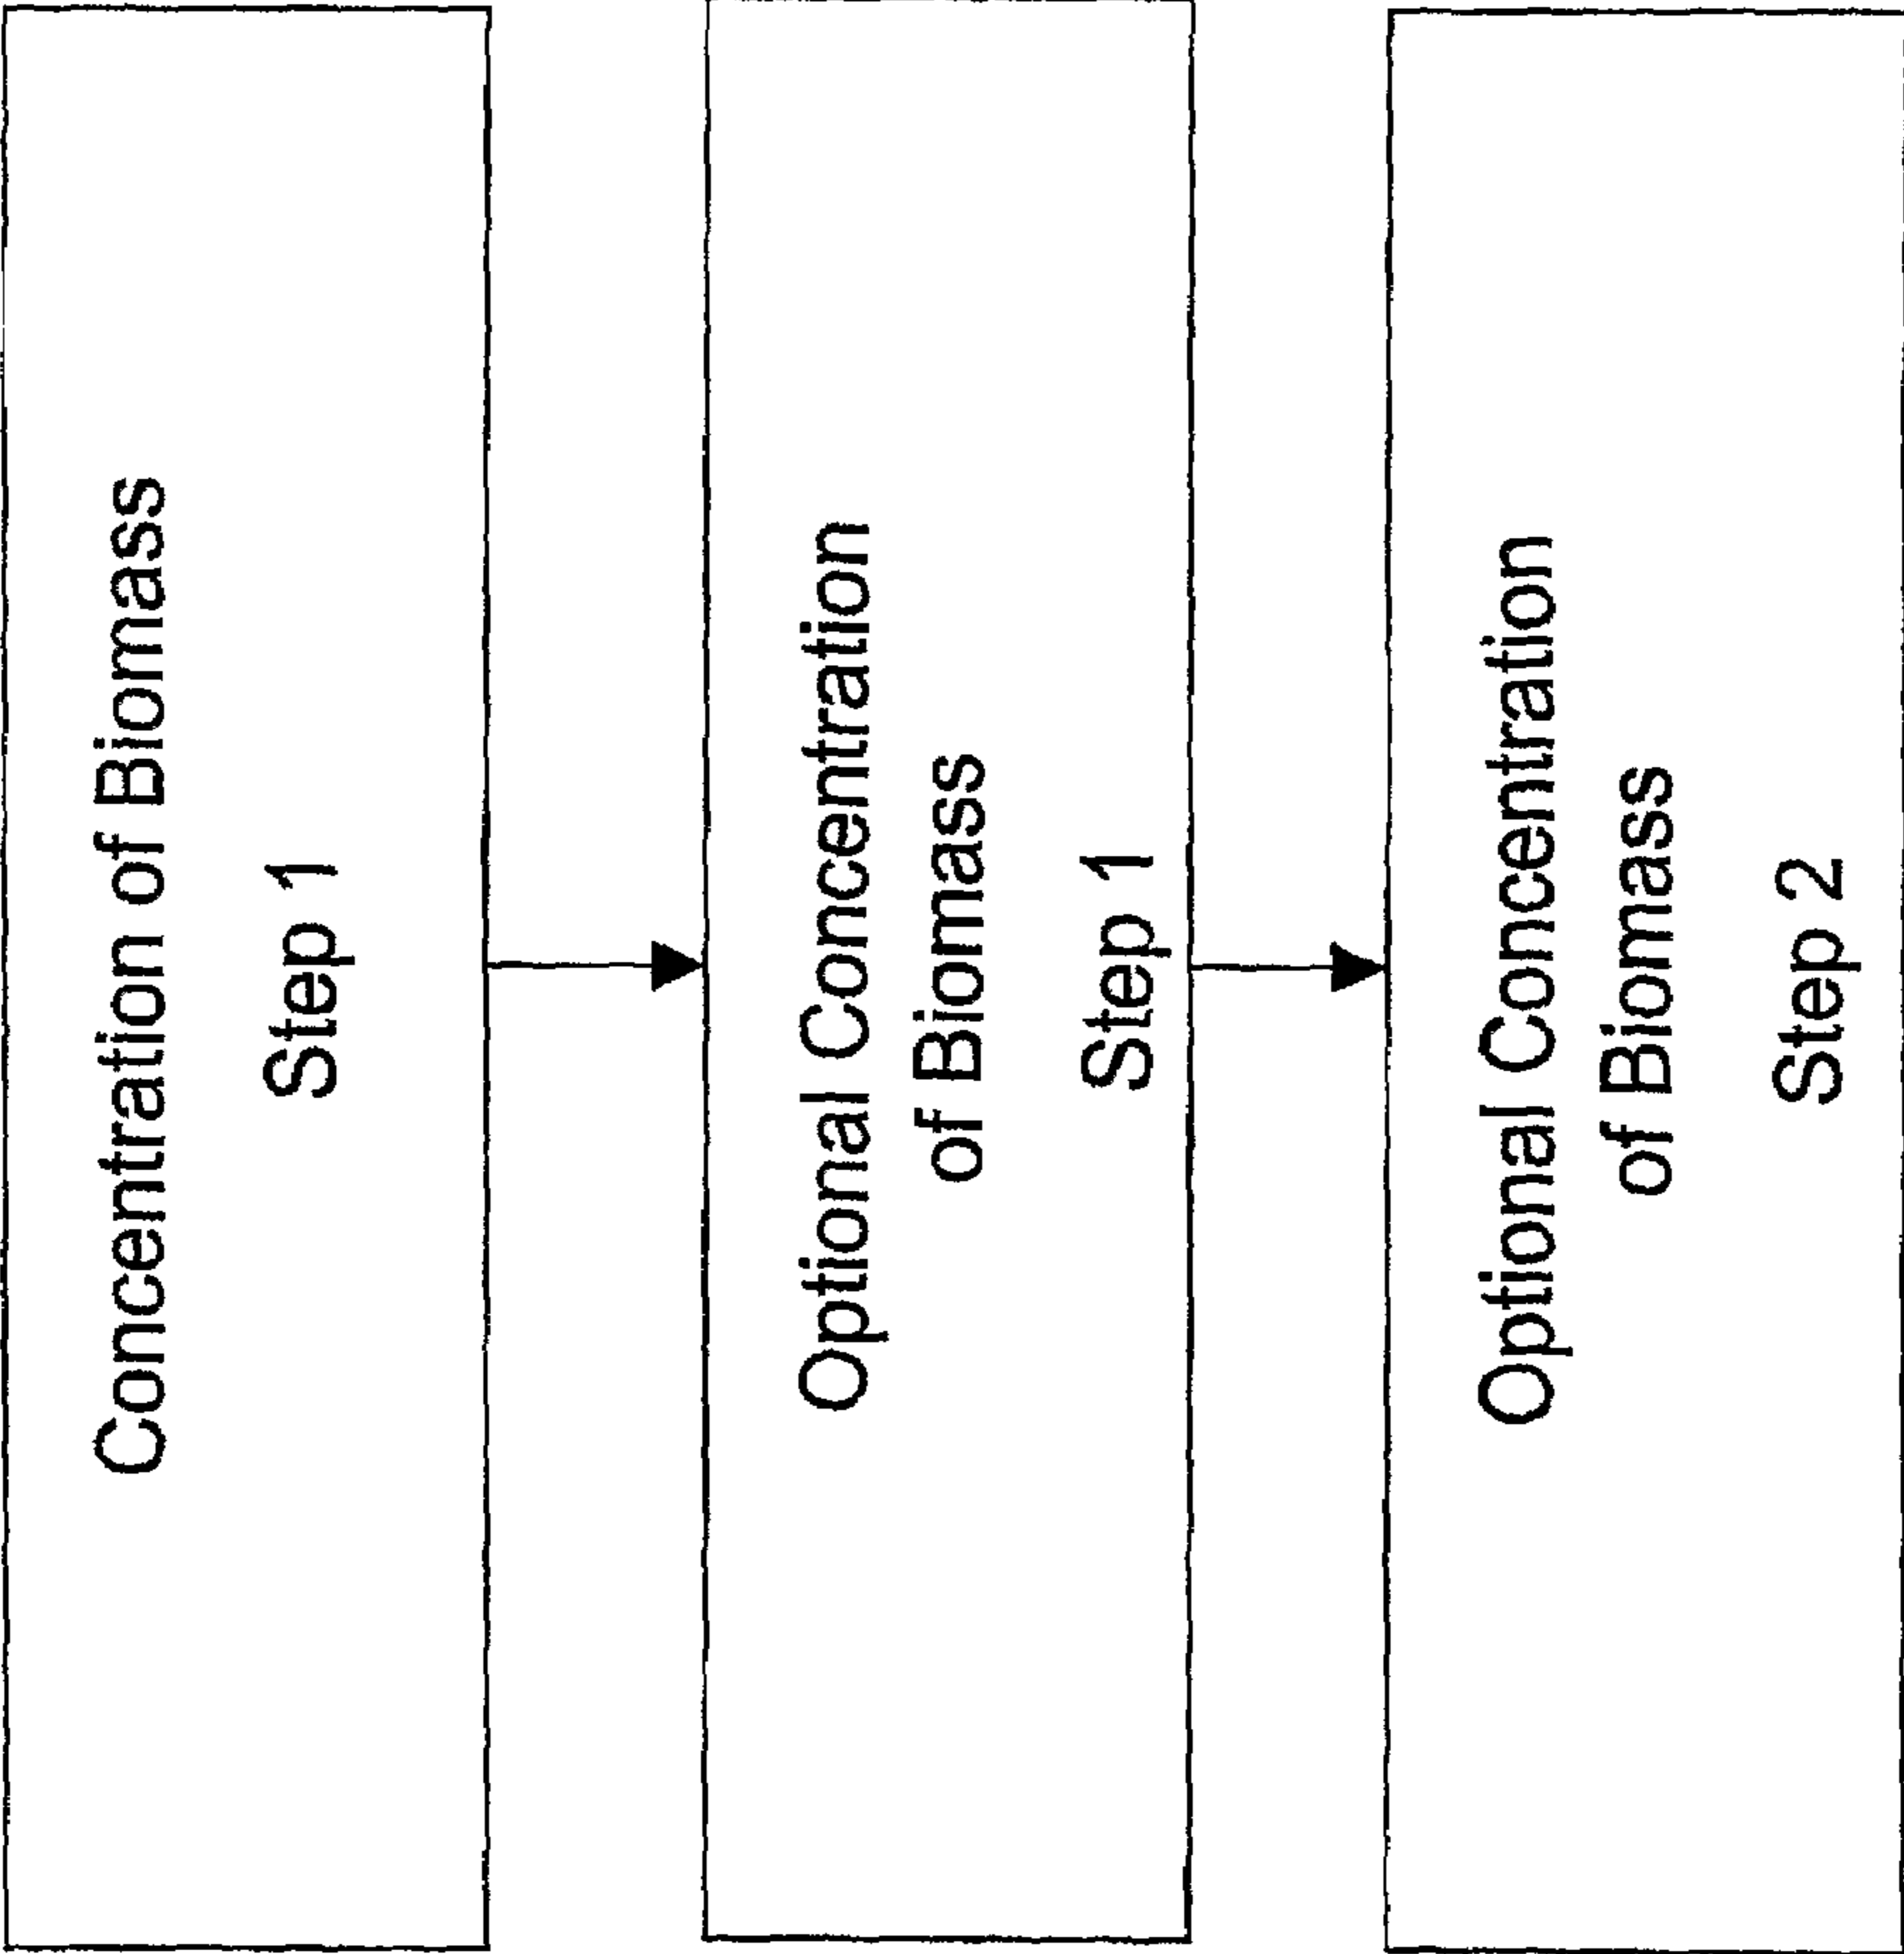 Concentration of Biomass
Step 1
Optional Concentration
of Biomass
Step 1
Optional Concentration
of Biomass
Step 2